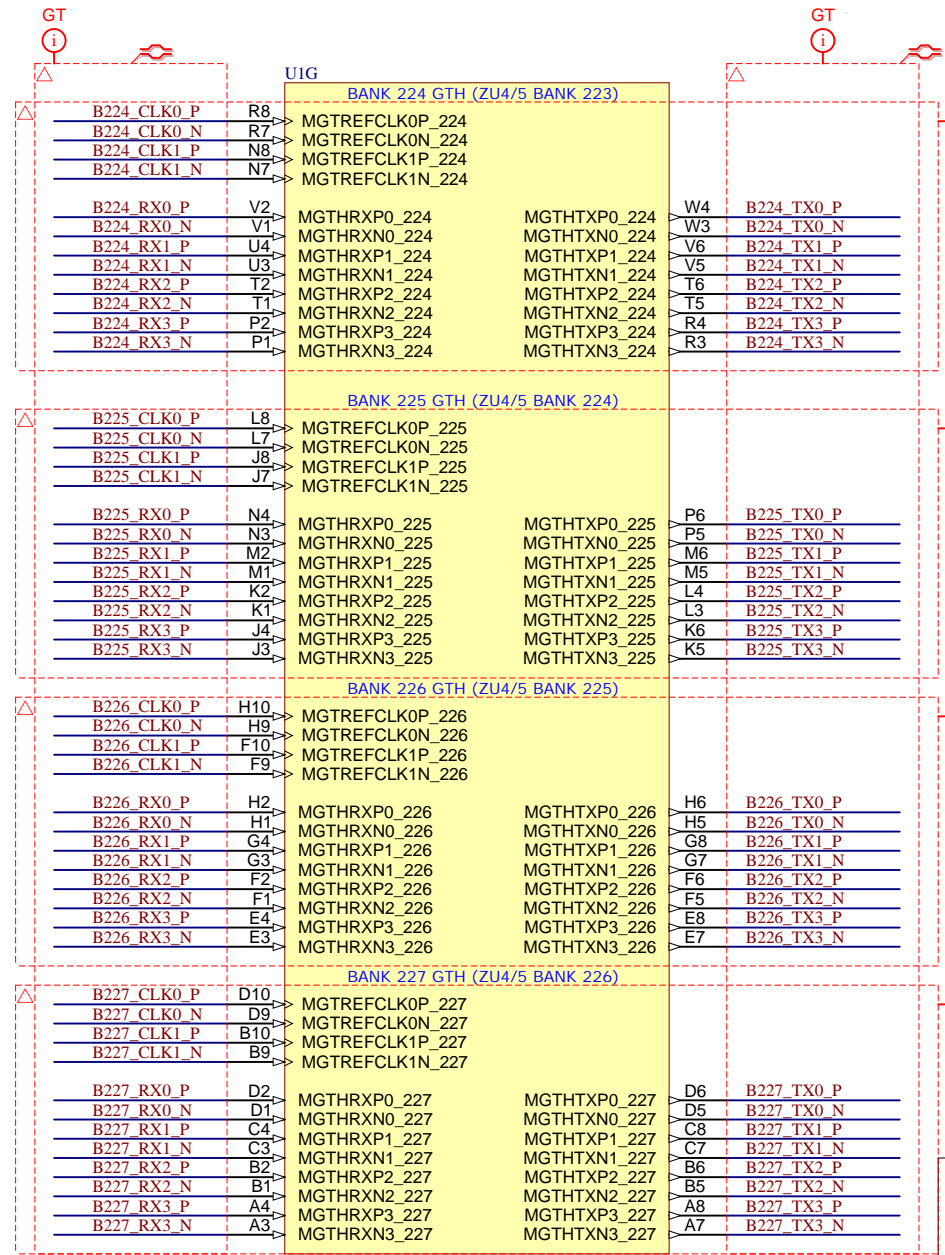 GT GT
i i
U1G
BANK 224 GTH (ZU4/5 BANK 223)
B224_CLK0_P R8 MGTREFCLK0P_224
B224_CLK0_N R7 MGTREFCLK0N_224
B224_CLK1_P N8 MGTREFCLK1P_224
B224_CLK1_N N7 MGTREFCLK1N_224
B224_RX0_P V2 MGTHRXP0_224 MGTHTXP0_224 W4 B224_TX0_P
B224_RX0_N V1 MGTHRXN0_224 MGTHTXN0_224 W3 B224_TX0_N
B224_RX1_P U4 MGTHRXP1_224 MGTHTXP1_224 V6 B224_TX1_P
B224_RX1_N U3 MGTHRXN1_224 MGTHTXN1_224 V5 B224_TX1_N
B224_RX2_P T2 MGTHRXP2_224 MGTHTXP2_224 T6 B224_TX2_P
B224_RX2_N T1 MGTHRXN2_224 MGTHTXN2_224 T5 B224_TX2_N
B224_RX3_P P2 MGTHRXP3_224 MGTHTXP3_224 R4 B224_TX3_P
B224_RX3_N P1 MGTHRXN3_224 MGTHTXN3_224 R3 B224_TX3_N
BANK 225 GTH (ZU4/5 BANK 224)
B225_CLK0_P L8 MGTREFCLK0P_225
B225_CLK0_N L7 MGTREFCLK0N_225
B225_CLK1_P J8 MGTREFCLK1P_225
B225_CLK1_N J7 MGTREFCLK1N_225
B225_RX0_P N4 MGTHRXP0_225 MGTHTXP0_225 P6 B225_TX0_P
B225_RX0_N N3 MGTHRXN0_225 MGTHTXN0_225 P5 B225_TX0_N
B225_RX1_P M2 MGTHRXP1_225 MGTHTXP1_225 M6 B225_TX1_P
B225_RX1_N M1 MGTHRXN1_225 MGTHTXN1_225 M5 B225_TX1_N
B225_RX2_P K2 MGTHRXP2_225 MGTHTXP2_225 L4 B225_TX2_P
B225_RX2_N K1 MGTHRXN2_225 MGTHTXN2_225 L3 B225_TX2_N
B225_RX3_P J4 MGTHRXP3_225 MGTHTXP3_225 K6 B225_TX3_P
B225_RX3_N J3 MGTHRXN3_225 MGTHTXN3_225 K5 B225_TX3_N
BANK 226 GTH (ZU4/5 BANK 225)
B226_CLK0_P H10 MGTREFCLK0P_226
B226_CLK0_N H9 MGTREFCLK0N_226
B226_CLK1_P F10 MGTREFCLK1P_226
B226_CLK1_N F9 MGTREFCLK1N_226
B226_RX0_P H2 MGTHRXP0_226 MGTHTXP0_226 H6 B226_TX0_P
B226_RX0_N H1 MGTHRXN0_226 MGTHTXN0_226 H5 B226_TX0_N
B226_RX1_P G4 MGTHRXP1_226 MGTHTXP1_226 G8 B226_TX1_P
B226_RX1_N G3 MGTHRXN1_226 MGTHTXN1_226 G7 B226_TX1_N
B226_RX2_P F2 MGTHRXP2_226 MGTHTXP2_226 F6 B226_TX2_P
B226_RX2_N F1 MGTHRXN2_226 MGTHTXN2_226 F5 B226_TX2_N
B226_RX3_P E4 MGTHRXP3_226 MGTHTXP3_226 E8 B226_TX3_P
B226_RX3_N E3 MGTHRXN3_226 MGTHTXN3_226 E7 B226_TX3_N
BANK 227 GTH (ZU4/5 BANK 226)
B227_CLK0_P D10 MGTREFCLK0P_227
B227_CLK0_N D9 MGTREFCLK0N_227
B227_CLK1_P B10 MGTREFCLK1P_227
B227_CLK1_N B9 MGTREFCLK1N_227
B227_RX0_P D2 MGTHRXP0_227 MGTHTXP0_227 D6 B227_TX0_P
B227_RX0_N D1 MGTHRXN0_227 MGTHTXN0_227 D5 B227_TX0_N
B227_RX1_P C4 MGTHRXP1_227 MGTHTXP1_227 C8 B227_TX1_P
B227_RX1_N C3 MGTHRXN1_227 MGTHTXN1_227 C7 B227_TX1_N
B227_RX2_P B2 MGTHRXP2_227 MGTHTXP2_227 B6 B227_TX2_P
B227_RX2_N B1 MGTHRXN2_227 MGTHTXN2_227 B5 B227_TX2_N
B227_RX3_P A4 MGTHRXP3_227 MGTHTXP3_227 A8 B227_TX3_P
B227_RX3_N A3 MGTHRXN3_227 MGTHTXN3_227 A7 B227_TX3_N